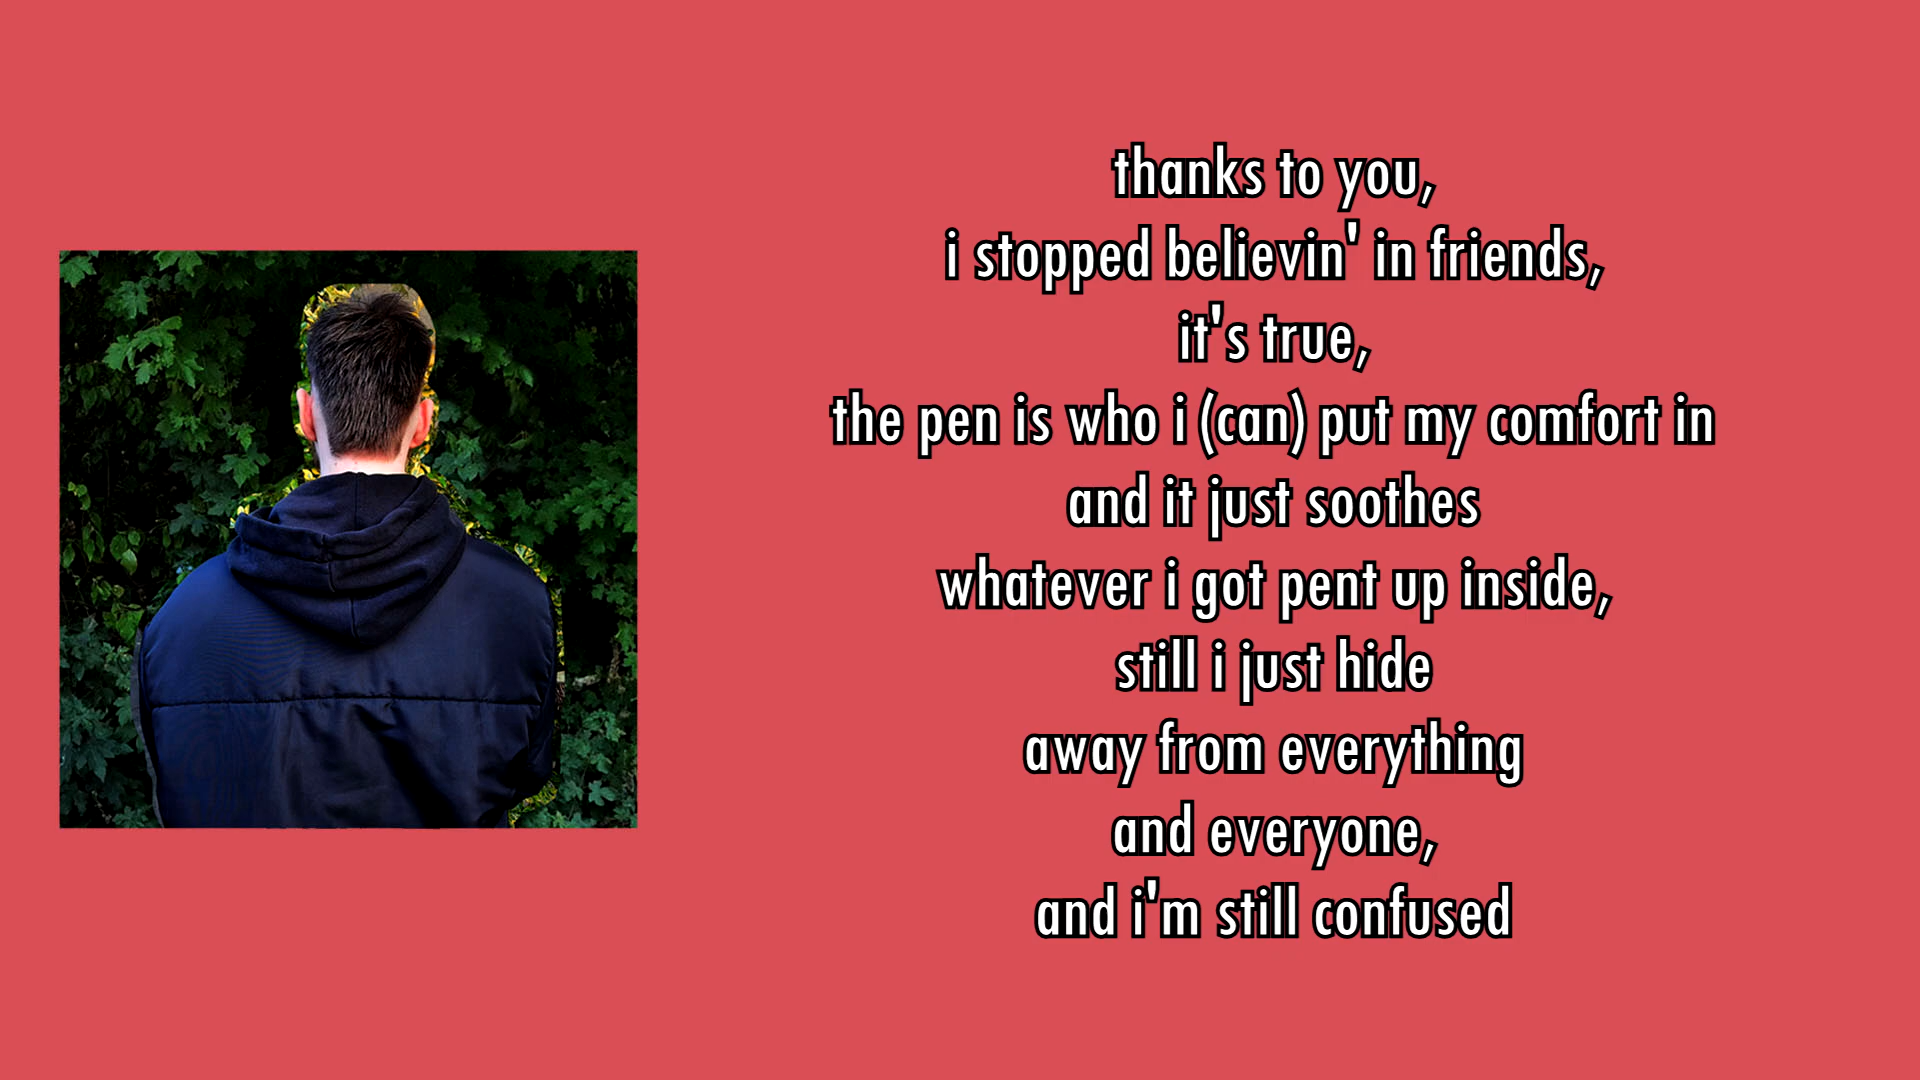 thanks to you,
i stopped believin' in friends,
it's true,
the pen is who i (can) put my comfort in
and it just soothes
whatever i got pent up inside,
still i just hide
away from everything
and everyone,
and i'm still confused